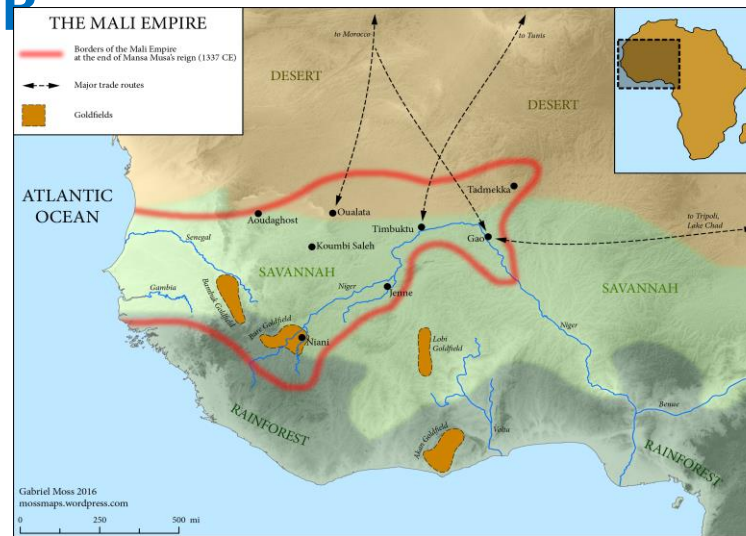 P
THE MALI EMPIRE
Borders of the Mali Empire
at the end of Mansa Musa's reign (1337 CE)
Major trade routes
Goldfields
to Morocco
to Tunis
DESERT
DESERT
ATLANTIC
OCEAN
Tadmekka
Aoudaghost
Oualata
Timbuktu
Gao
to Tripoli,
Lake Chad
Koumbi Saleh
Senegal
SAVANNAH
SAVANNAH
Gambia
Bambuk Goldfield
Niger
Jenne
Bure Goldfield
Niani
Lobi
Goldfield
Niger
RAINFOREST
Akan Goldfield
Volta
Benue
RAINFOREST
Gabriel Moss 2016
mossmaps.wordpress.com
0 250 500 mi